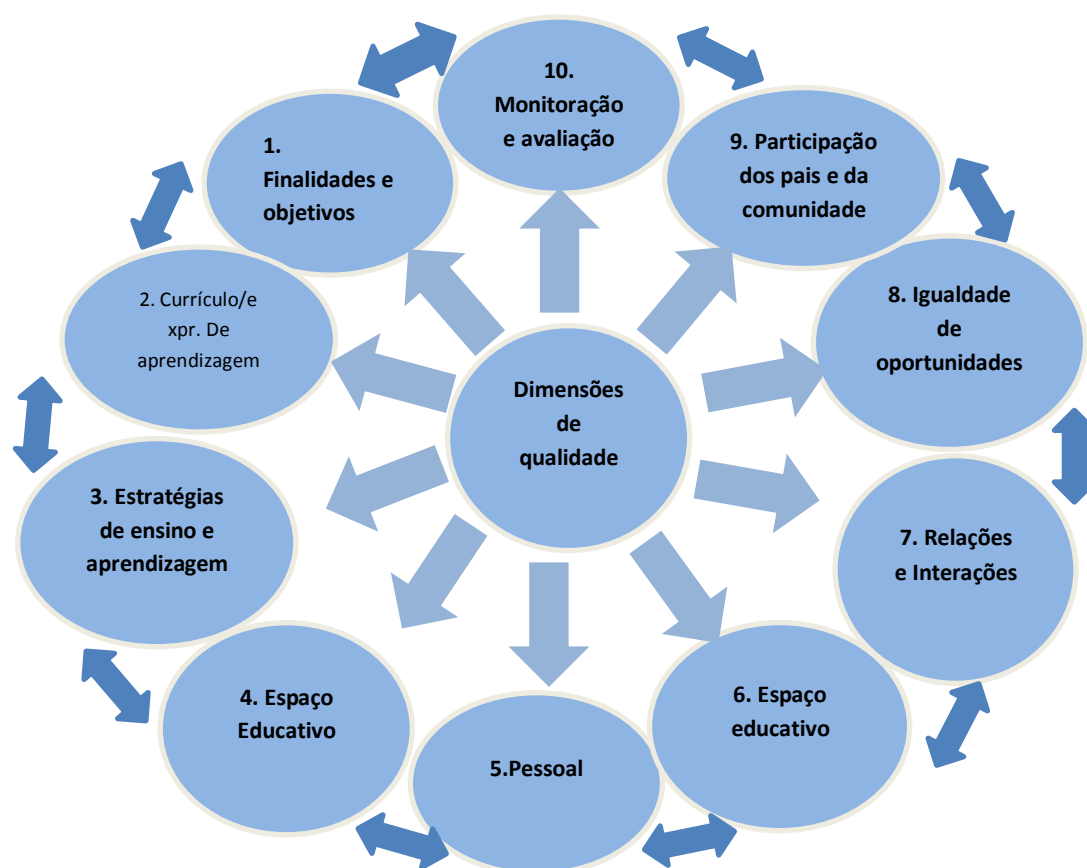 10.
Monitoração
e avaliação
1.
Finalidades e
objetivos
9. Participação
dos pais e da
comunidade
2. Currículo/e
xpr. De
aprendizagem
8. Igualdade
de
oportunidades
Dimensões
de
qualidade
3. Estratégias
de ensino e
aprendizagem
7. Relações
e Interações
4. Espaço
Educativo
6. Espaço
educativo
5.Pessoal